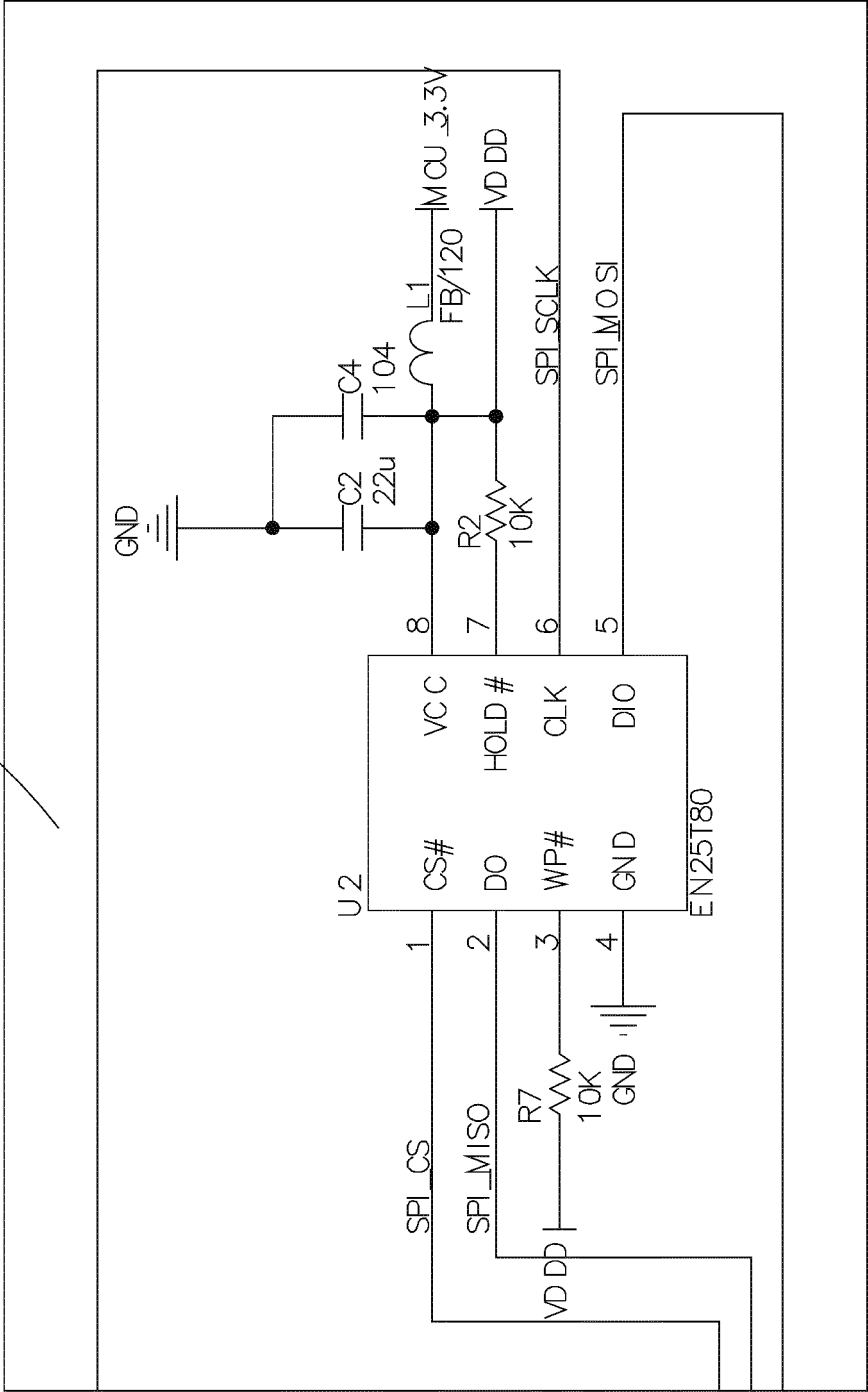 GND
C2
22u
C4
104
L1
FB/120
MCU_3.3V
VDDD
R2
10K
SPI_SCLK
SPI_MOSI
8
7
6
5
U2
VCC
HOLD#
CLK
DIO
CS#
DO
WP#
GND
EN25T80
1
2
3
4
SPI_CS
SPI_MISO
R7
10K
GND
VDDD